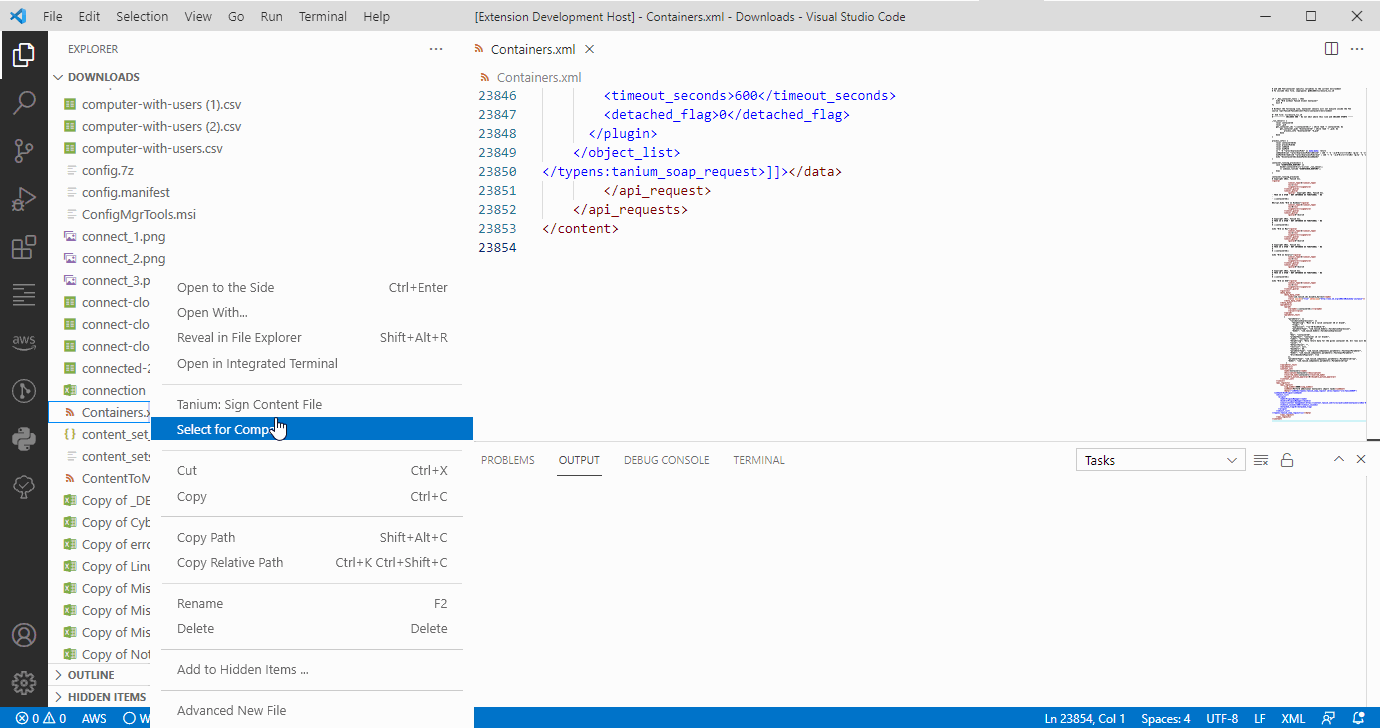 File Edit Selection View Go Run Terminal Help
[Extension Development Host] - Containers.xml - Downloads - Visual Studio Code
EXPLORER
DOWNLOADS
computer-with-users (1).csv
computer-with-users (2).csv
computer-with-users.csv
config.7z
config.manifest
ConfigMgrTools.msi
connect_1.png
connect_2.png
connect_3.p
connect-clo
connect-clo
connect-clo
connected-2
connection
Containers.x
content_set_
content_sets
ContentToM
Copy of _DE
Copy of Cyb
Copy of erro
Copy of Linu
Copy of Mis
Copy of Mis
Copy of Mis
Copy of Not
OUTLINE
HIDDEN ITEMS
aws
Open to the Side Ctrl+Enter
Open With...
Reveal in File Explorer Shift+Alt+R
Open in Integrated Terminal
Tanium: Sign Content File
Select for Comp
Cut Ctrl+X
Copy Ctrl+C
Copy Path Shift+Alt+C
Copy Relative Path Ctrl+K Ctrl+Shift+C
Rename F2
Delete Delete
Add to Hidden Items ...
Advanced New File
Containers.xml
Containers.xml
23846 <timeout_seconds>600</timeout_seconds>
23847 <detached_flag>0</detached_flag>
23848 </plugin>
23849 </object_list>
23850 </typens:tanium_soap_request>]]></data>
23851 </api_request>
23852 </api_requests>
23853 </content>
23854
PROBLEMS OUTPUT DEBUG CONSOLE TERMINAL
Tasks
0 0 AWS W
Ln 23854, Col 1 Spaces: 4 UTF-8 LF XML